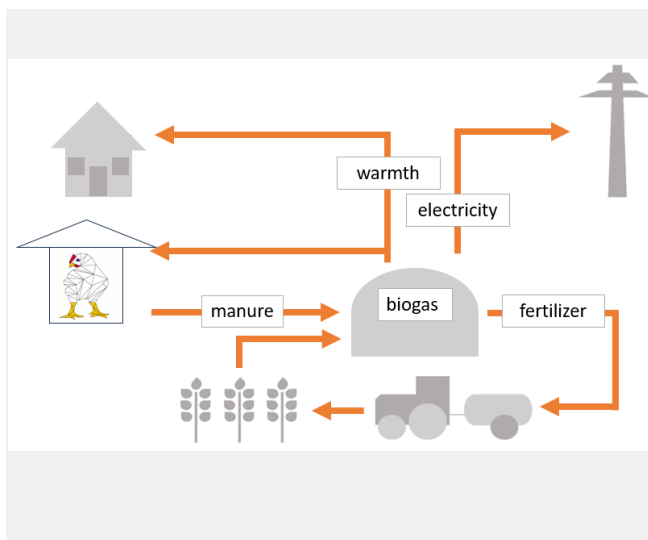 warmth
electricity
manure
biogas
fertilizer